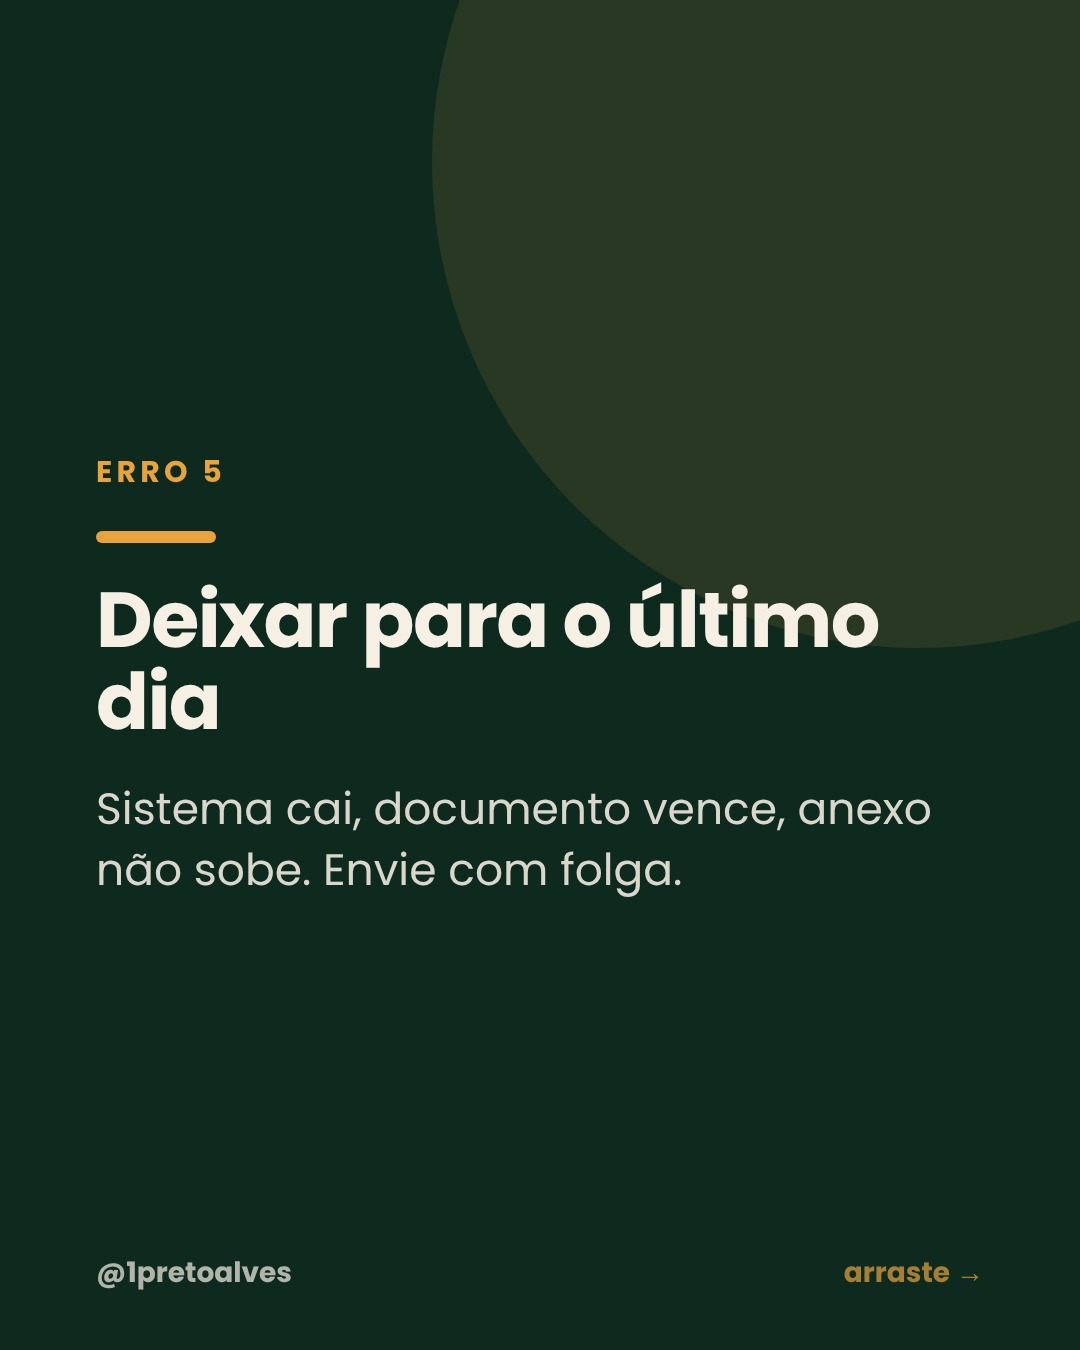 ERRO 5
Deixar para o último
dia
Sistema cai, documento vence, anexo
não sobe. Envie com folga.
@1pretoalves
arraste →